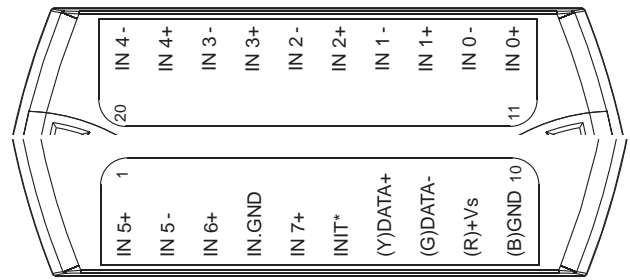 IN 4 -
IN 4+
IN 3 -
IN 3+
IN 2 -
IN 2+
IN 1 -
IN 1+
IN 0 -
IN 0+
20
11
1
10
IN 5+
IN 5 -
IN 6+
IN.GND
IN 7+
INIT*
(Y)DATA+
(G)DATA-
(R)+Vs
(B)GND